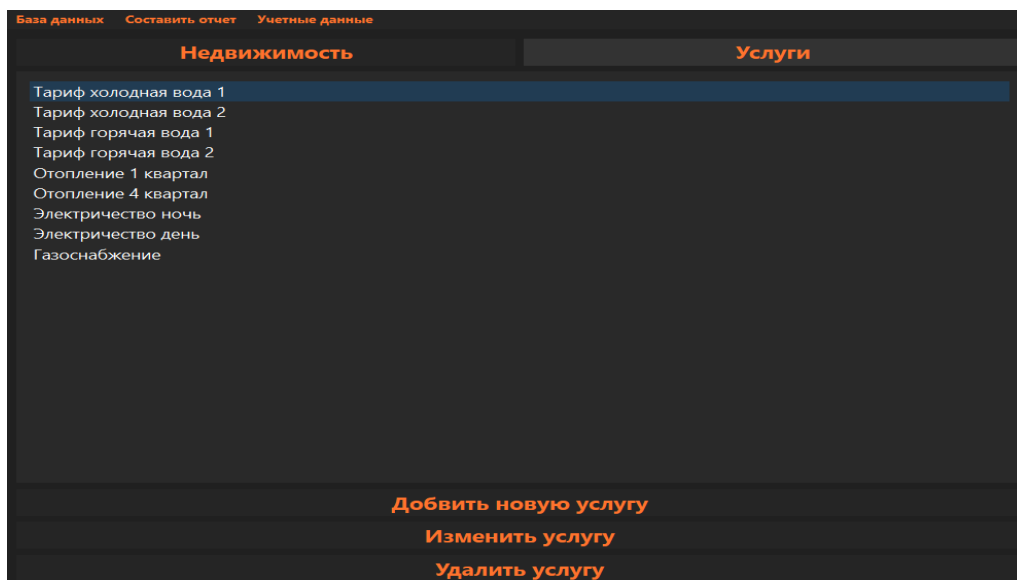 База данных Составить отчет Учетные данные
Недвижимость Услуги
Тариф холодная вода 1
Тариф холодная вода 2
Тариф горячая вода 1
Тариф горячая вода 2
Отопление 1 квартал
Отопление 4 квартал
Электричество ночь
Электричество день
Газоснабжение
Добвить новую услугу
Изменить услугу
Удалить услугу